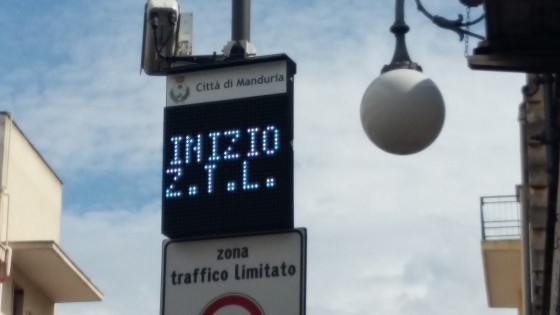 Città di Manduria
INIZIO
Z.T.L.
zona
traffico limitato